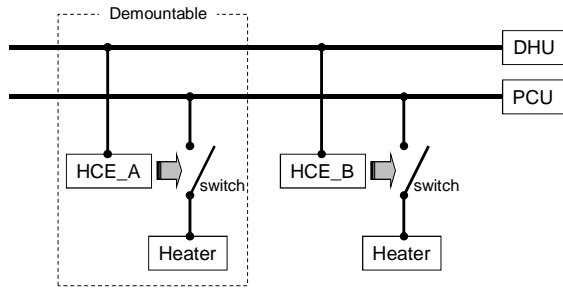 Demountable
DHU
PCU
HCE_A
switch
HCE_B
switch
Heater
Heater